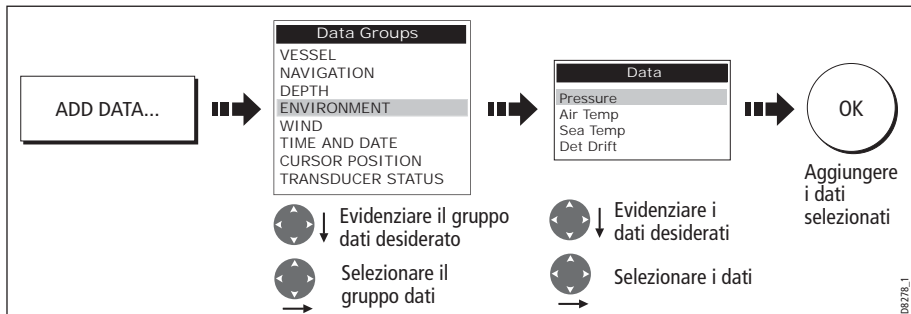 ADD DATA...
Data Groups
VESSEL
NAVIGATION
DEPTH
ENVIRONMENT
WIND
TIME AND DATE
CURSOR POSITION
TRANSDUCER STATUS
Evidenziare il gruppo
dati desiderato
Selezionare il
gruppo dati
Data
Pressure
Air Temp
Sea Temp
Det Drift
Evidenziare i
dati desiderati
Selezionare i dati
OK
Aggiungere
i dati
selezionati
D8278_1